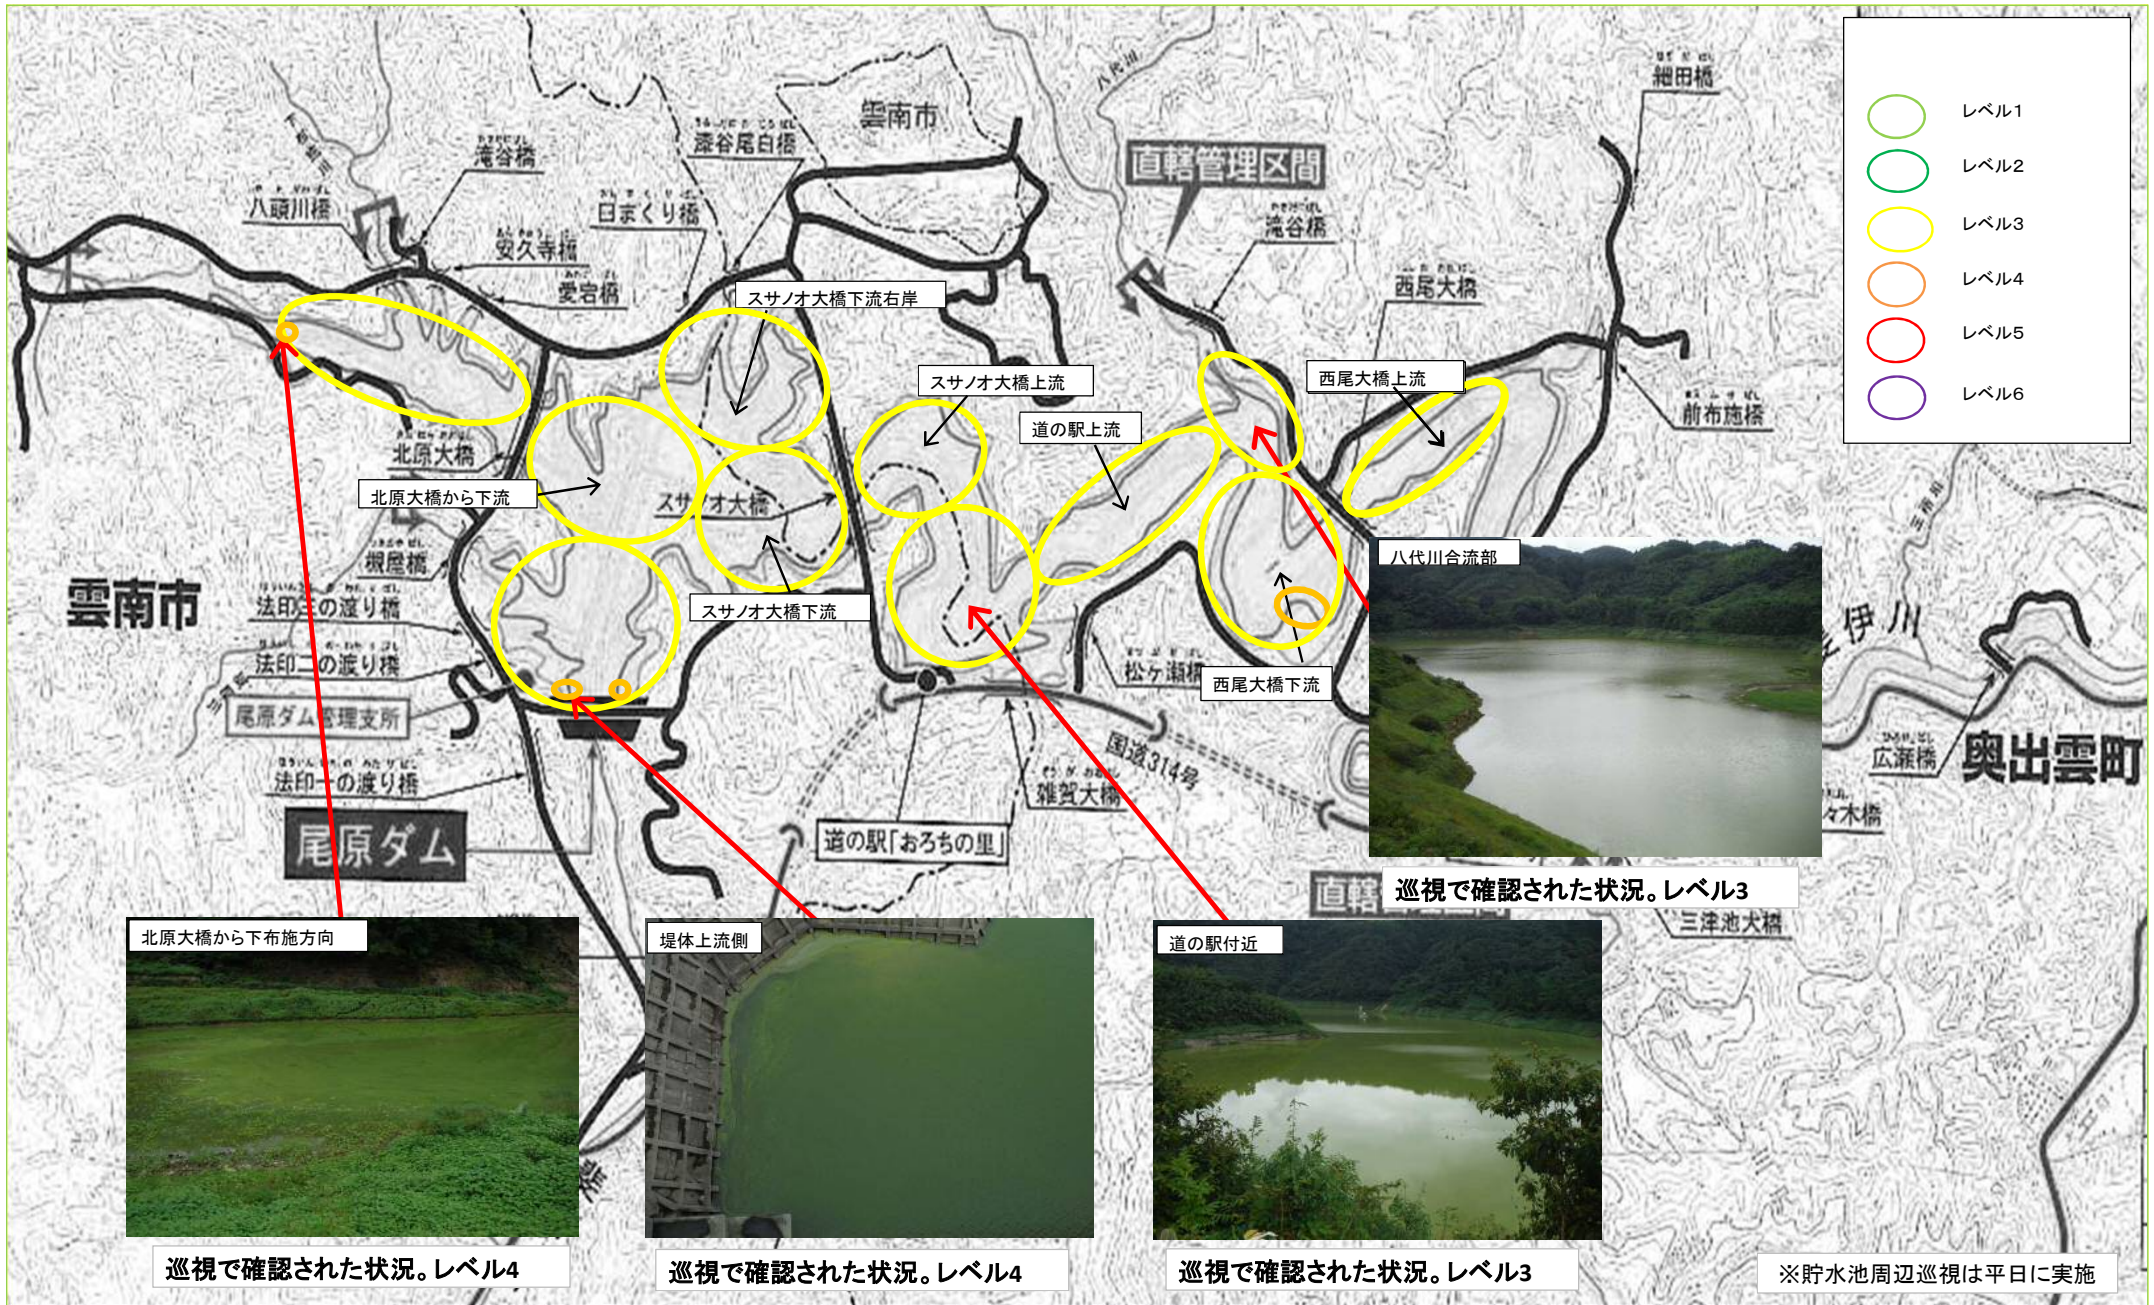 レベル1
レベル2
レベル3
レベル4
レベル5
レベル6
細田橋
雲南市
漆谷尾白橋
滝谷橋
八代川
直轄管理区間
八頭川橋
日まくり橋
安久寺橋
愛宕橋
滝谷橋
西尾大橋
スサノオ大橋下流右岸
スサノオ大橋上流
西尾大橋上流
道の駅上流
前布施橋
北原大橋
北原大橋から下流
スサノオ大橋
槻屋橋
八代川合流部
雲南市
法印三の渡り橋
スサノオ大橋下流
伊川
法印二の渡り橋
松ヶ瀬橋
西尾大橋下流
尾原ダム管理支所
国道314号
広瀬橋
奥出雲町
法印一の渡り橋
雑賀大橋
々木橋
尾原ダム
道の駅「おろちの里」
直轄
巡視で確認された状況。レベル3
三津池大橋
北原大橋から下布施方向
堤体上流側
道の駅付近
斐
巡視で確認された状況。レベル4
巡視で確認された状況。レベル4
巡視で確認された状況。レベル3
※貯水池周辺巡視は平日に実施